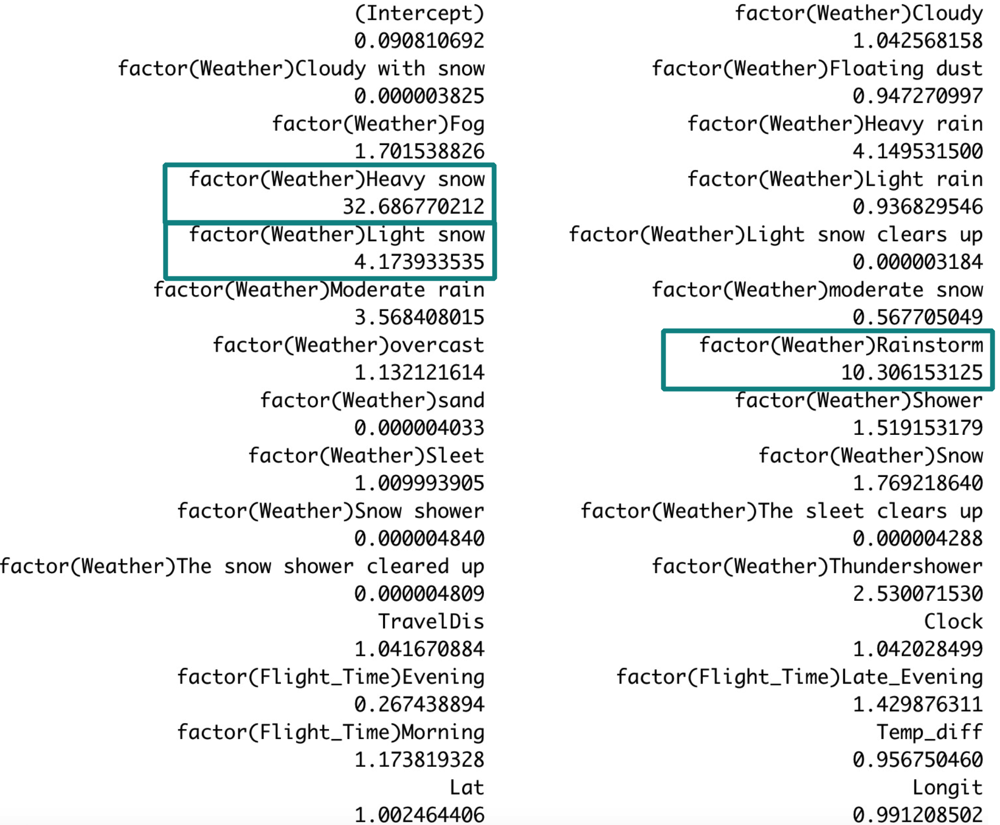 (Intercept) factor(Weather)Cloudy
0.090810692 1.042568158
factor(Weather)Cloudy with snow factor(Weather)Floating dust
0.000003825 0.947270997
factor(Weather)Fog factor(Weather)Heavy rain
1.701538826 4.149531500
factor(Weather)Heavy snow factor(Weather)Light rain
32.686770212 0.936829546
factor(Weather)Light snow factor(Weather)Light snow clears up
4.173933535 0.000003184
factor(Weather)Moderate rain factor(Weather)moderate snow
3.568408015 0.567705049
factor(Weather)overcast factor(Weather)Rainstorm
1.132121614 10.306153125
factor(Weather)sand factor(Weather)Shower
0.000004033 1.519153179
factor(Weather)Sleet factor(Weather)Snow
1.009993905 1.769218640
factor(Weather)Snow shower factor(Weather)The sleet clears up
0.000004840 0.000004288
factor(Weather)The snow shower cleared up factor(Weather)Thundershower
0.000004809 2.530071530
TravelDis Clock
1.041670884 1.042028499
factor(Flight_Time)Evening factor(Flight_Time)Late_Evening
0.267438894 1.429876311
factor(Flight_Time)Morning Temp_diff
1.173819328 0.956750460
Lat Longit
1.002464406 0.991208502